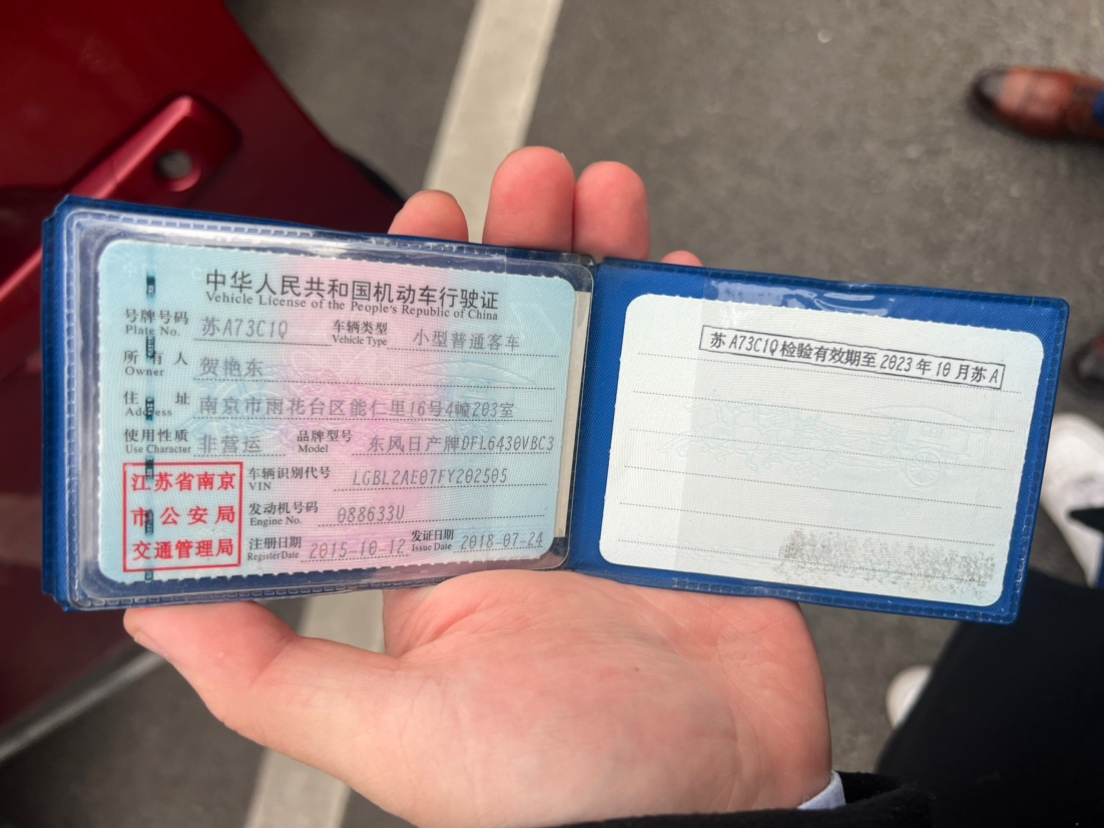 中华人民共和国机动车行驶证
Vehicle License of the People's Republic of China
号牌号码 苏A73C1Q 车辆类型 小型普通客车
Plate No. Vehicle Type
所有人 贺艳东
Owner
住址 南京市雨花台区能仁里16号4幢203室
Address
使用性质 非营运 品牌型号 东风日产牌DFL6430VBC3
Use Character Model
江苏省南京
市公安局
交通管理局
车辆识别代号 LGBL2AE07FY202505
VIN
发动机号码 088633U
Engine No.
注册日期 2015-10-12 发证日期 2018-07-24
Register Date Issue Date
苏A73C1Q检验有效期至2023年10月苏A